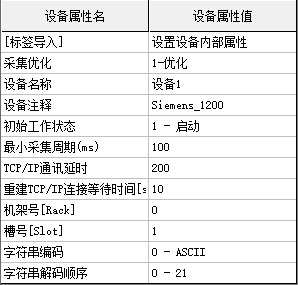 设备属性名 设备属性值
[标签导入] 设置设备内部属性
采集优化 1-优化
设备名称 设备1
设备注释 Siemens_1200
初始工作状态 1 - 启动
最小采集周期(ms) 100
TCP/IP通讯延时 200
重建TCP/IP连接等待时间[s 10
机架号[Rack] 0
槽号[Slot] 1
字符串编码 0 - ASCII
字符串解码顺序 0 - 21